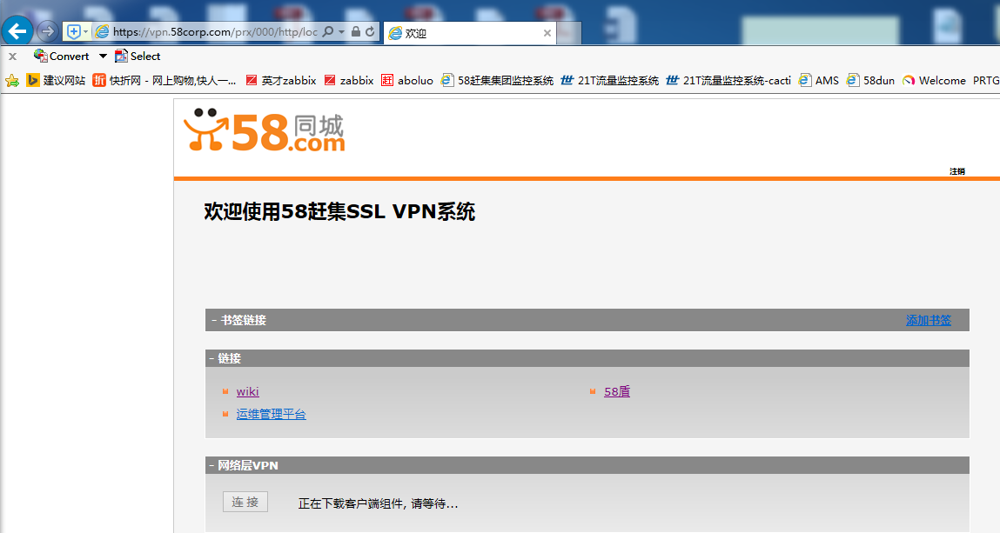 https://vpn.58corp.com/prx/000/http/loc
欢迎
Convert
Select
建议网站
快折网 - 网上购物,快人一...
英才zabbix
zabbix
aboluo
58赶集集团监控系统
21T流量监控系统
21T流量监控系统-cacti
AMS
58dun
Welcome
PRTG
58同城
.com
注销
欢迎使用58赶集SSL VPN系统
- 书签链接
添加书签
- 链接
wiki
58盾
运维管理平台
- 网络层VPN
连 接
正在下载客户端组件, 请等待...